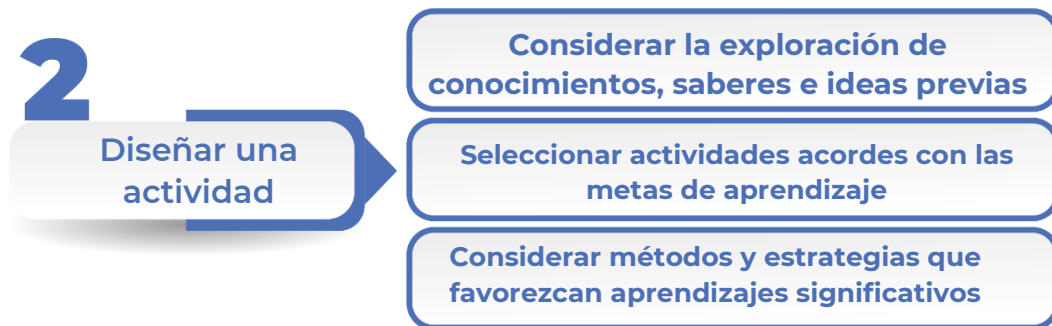 2
Diseñar una
actividad
Considerar la exploración de
conocimientos, saberes e ideas previas
Seleccionar actividades acordes con las
metas de aprendizaje
Considerar métodos y estrategias que
favorezcan aprendizajes significativos